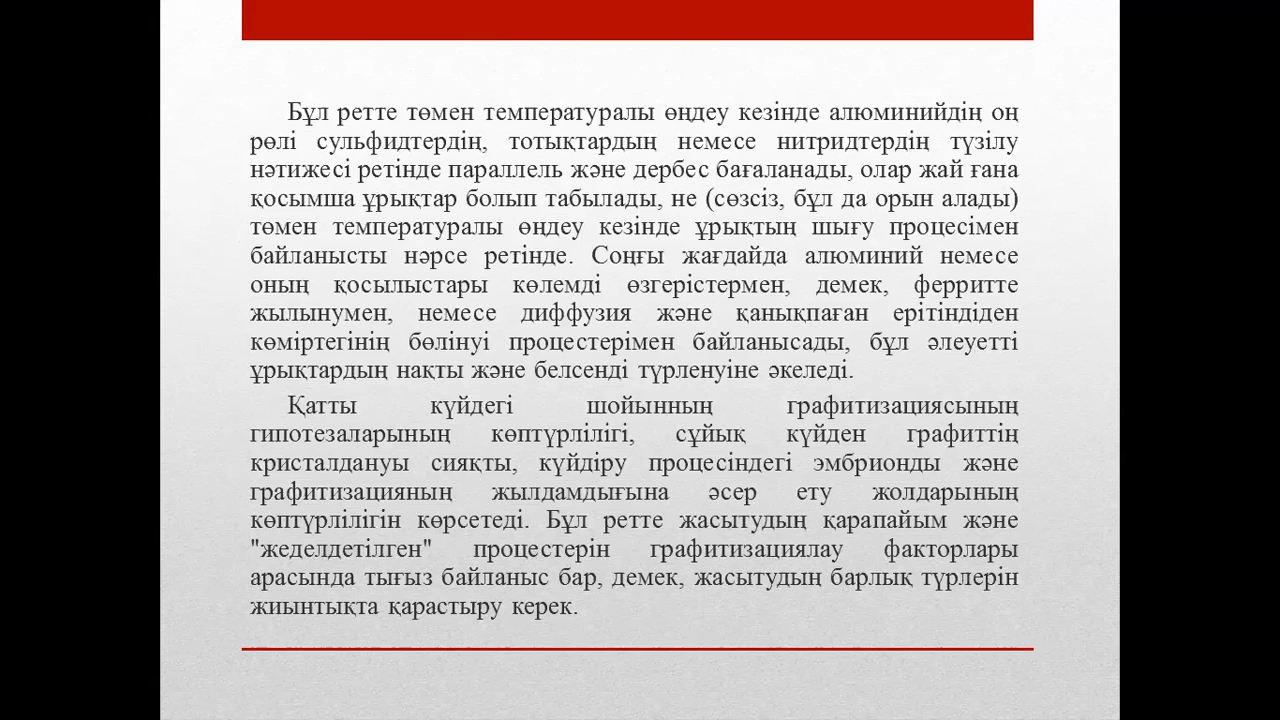 Бұл ретте төмен температуралы өңдеу кезінде алюминийдің оң
рөлі сульфидтердің, тотықтардың немесе нитридтердің түзілу
нәтижесі ретінде параллель және дербес бағаланады, олар жай ғана
қосымша ұрықтар болып табылады, не (сөзсіз, бұл да орын алады)
төмен температуралы өңдеу кезінде ұрықтың шығу процесімен
байланысты нәрсе ретінде. Соңғы жағдайда алюминий немесе
оның қосылыстары көлемді өзгерістермен, демек, ферритте
жылынумен, немесе диффузия және қанықпаған ерітіндіден
көміртегінің бөлінуі процестерімен байланысады, бұл әлеуетті
ұрықтардың нақты және белсенді түрленуіне әкеледі.
Қатты күйдегі шойынның графитизациясының
гипотезаларының көптүрлілігі, сұйық күйден графиттің
кристалдануы сияқты, күйдіру процесіндегі эмбрионды және
графитизацияның жылдамдығына әсер ету жолдарының
көптүрлілігін көрсетеді. Бұл ретте жасытудың қарапайым және
"жеделдетілген" процестерін графитизациялау факторлары
арасында тығыз байланыс бар, демек, жасытудың барлық түрлерін
жиынтықта қарастыру керек.